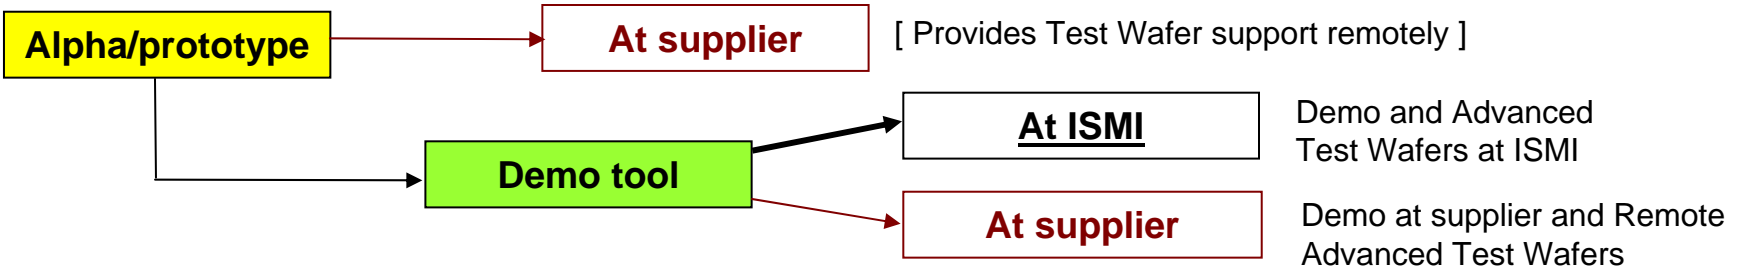 Alpha/prototype
At supplier
[ Provides Test Wafer support remotely ]
Demo tool
At ISMI
Demo and Advanced
Test Wafers at ISMI
At supplier
Demo at supplier and Remote
Advanced Test Wafers